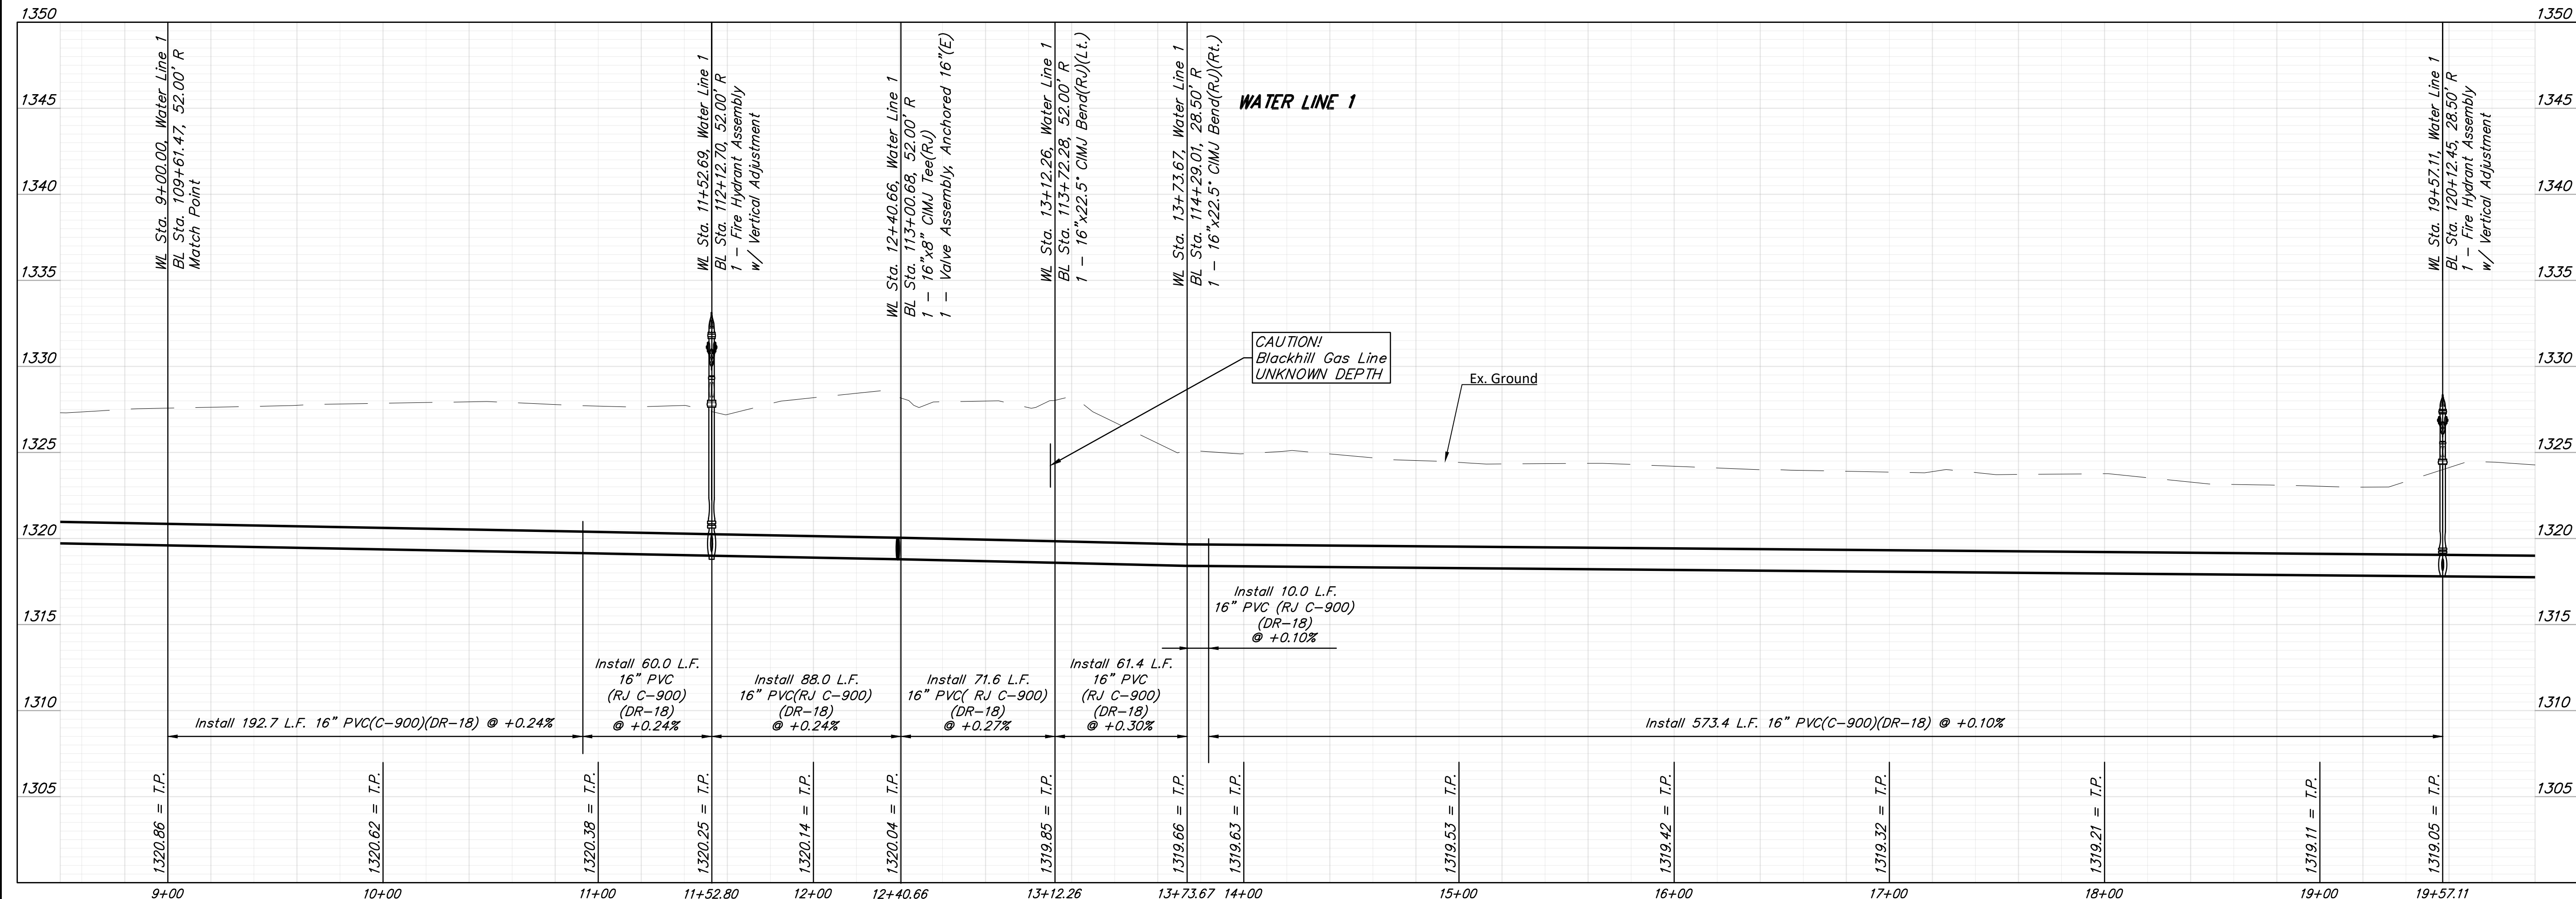 1350
1350
1345
1345
1340
1340
1335
1335
1330
1330
1325
1325
1320
1320
1315
1315
1310
1310
1305
1305
WL Sta. 9+00.00, Water Line 1
BL Sta. 109+61.47, 52.00' R
Match Point
WL Sta. 11+52.69, Water Line 1
BL Sta. 112+12.70, 52.00' R
1 - Fire Hydrant Assembly
w/ Vertical Adjustment
WL Sta. 12+40.66, Water Line 1
BL Sta. 113+00.68, 52.00' R
1 - 16"x8" CIMJ Tee(RJ)
1 - Valve Assembly, Anchored 16"(E)
WL Sta. 13+12.26, Water Line 1
BL Sta. 113+72.28, 52.00' R
1 - 16"x22.5° CIMJ Bend(RJ)(Lt.)
WL Sta. 13+73.67, Water Line 1
BL Sta. 114+29.01, 28.50' R
1 - 16"x22.5° CIMJ Bend(RJ)(Rt.)
WATER LINE 1
WL Sta. 19+57.11, Water Line 1
BL Sta. 120+12.45, 28.50' R
1 - Fire Hydrant Assembly
w/ Vertical Adjustment
CAUTION!
Blackhill Gas Line
UNKNOWN DEPTH
Ex. Ground
Install 192.7 L.F. 16" PVC(C-900)(DR-18) @ +0.24%
Install 60.0 L.F.
16" PVC
(RJ C-900)
(DR-18)
@ +0.24%
Install 88.0 L.F.
16" PVC(RJ C-900)
(DR-18)
@ +0.24%
Install 71.6 L.F.
16" PVC( RJ C-900)
(DR-18)
@ +0.27%
Install 61.4 L.F.
16" PVC
(RJ C-900)
(DR-18)
@ +0.30%
Install 10.0 L.F.
16" PVC (RJ C-900)
(DR-18)
@ +0.10%
Install 573.4 L.F. 16" PVC(C-900)(DR-18) @ +0.10%
1320.86 = T.P.
1320.62 = T.P.
1320.38 = T.P.
1320.25 = T.P.
1320.14 = T.P.
1320.04 = T.P.
1319.85 = T.P.
1319.66 = T.P.
1319.63 = T.P.
1319.53 = T.P.
1319.42 = T.P.
1319.32 = T.P.
1319.21 = T.P.
1319.11 = T.P.
1319.05 = T.P.
9+00
10+00
11+00
11+52.80
12+00
12+40.66
13+12.26
13+73.67
14+00
15+00
16+00
17+00
18+00
19+00
19+57.11